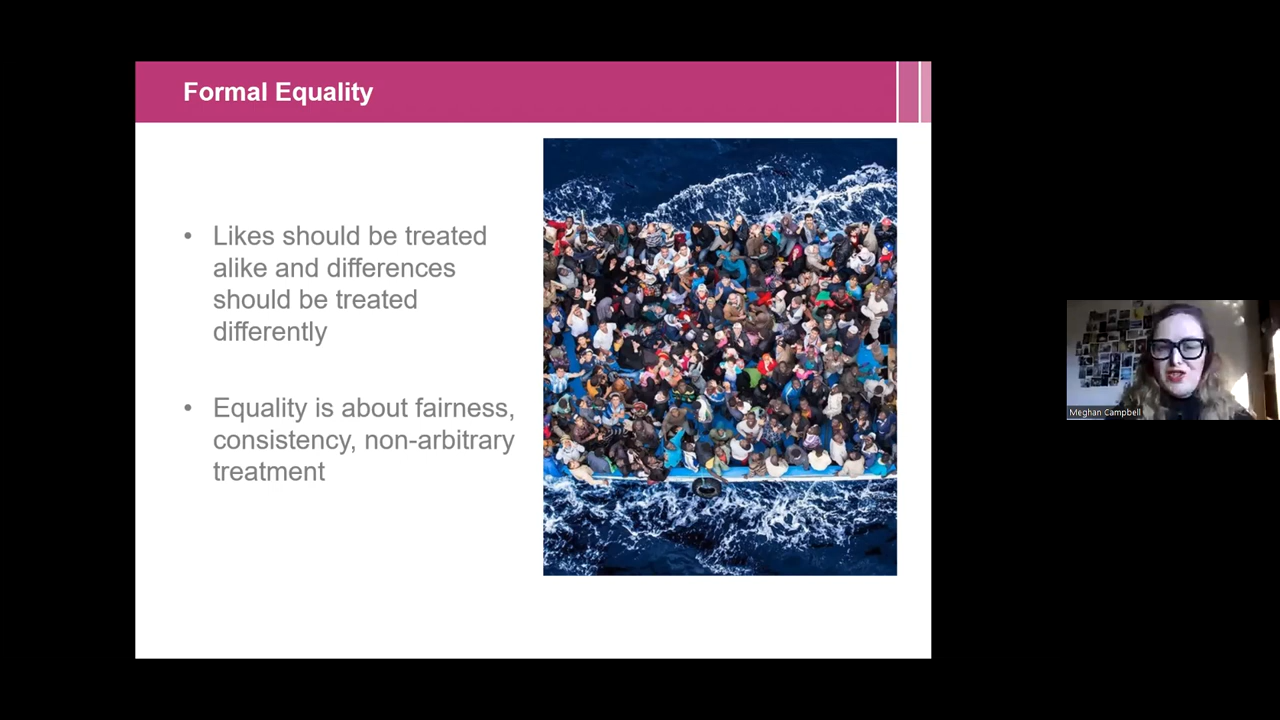 Formal Equality
• Likes should be treated
alike and differences
should be treated
differently
• Equality is about fairness,
consistency, non-arbitrary
treatment
Meghan Campbell